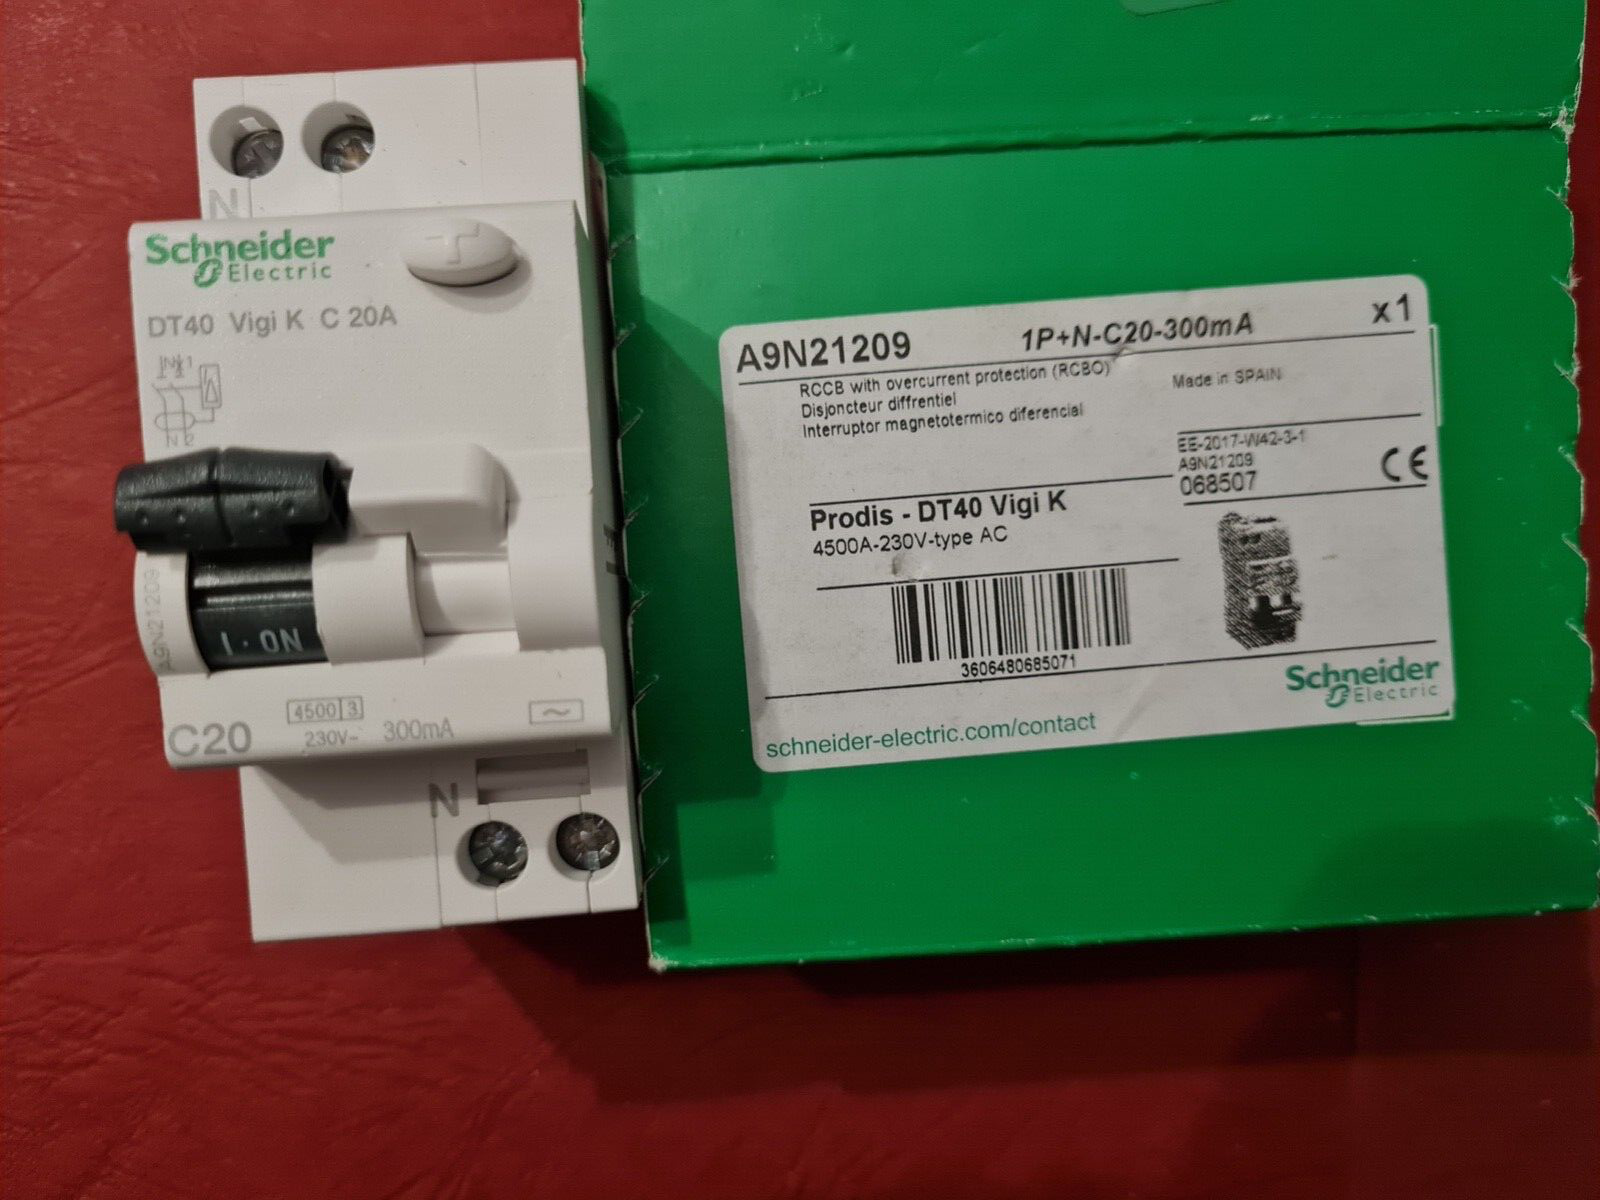 N
Schneider
Electric
T
DT40 Vigi K C 20A
N 1
N 2
A9N21209
I · ON
4500 3
230V~
300mA
~
C20
N
A9N21209
1P+N-C20-300mA
x1
RCCB with overcurrent protection (RCBO)
Disjoncteur diffrentiel
Interruptor magnetotermico diferencial
Made in SPAIN
EE-2017-W42-3-1
A9N21209
068507
CE
Prodis - DT40 Vigi K
4500A-230V-type AC
3606480685071
Schneider
Electric
schneider-electric.com/contact